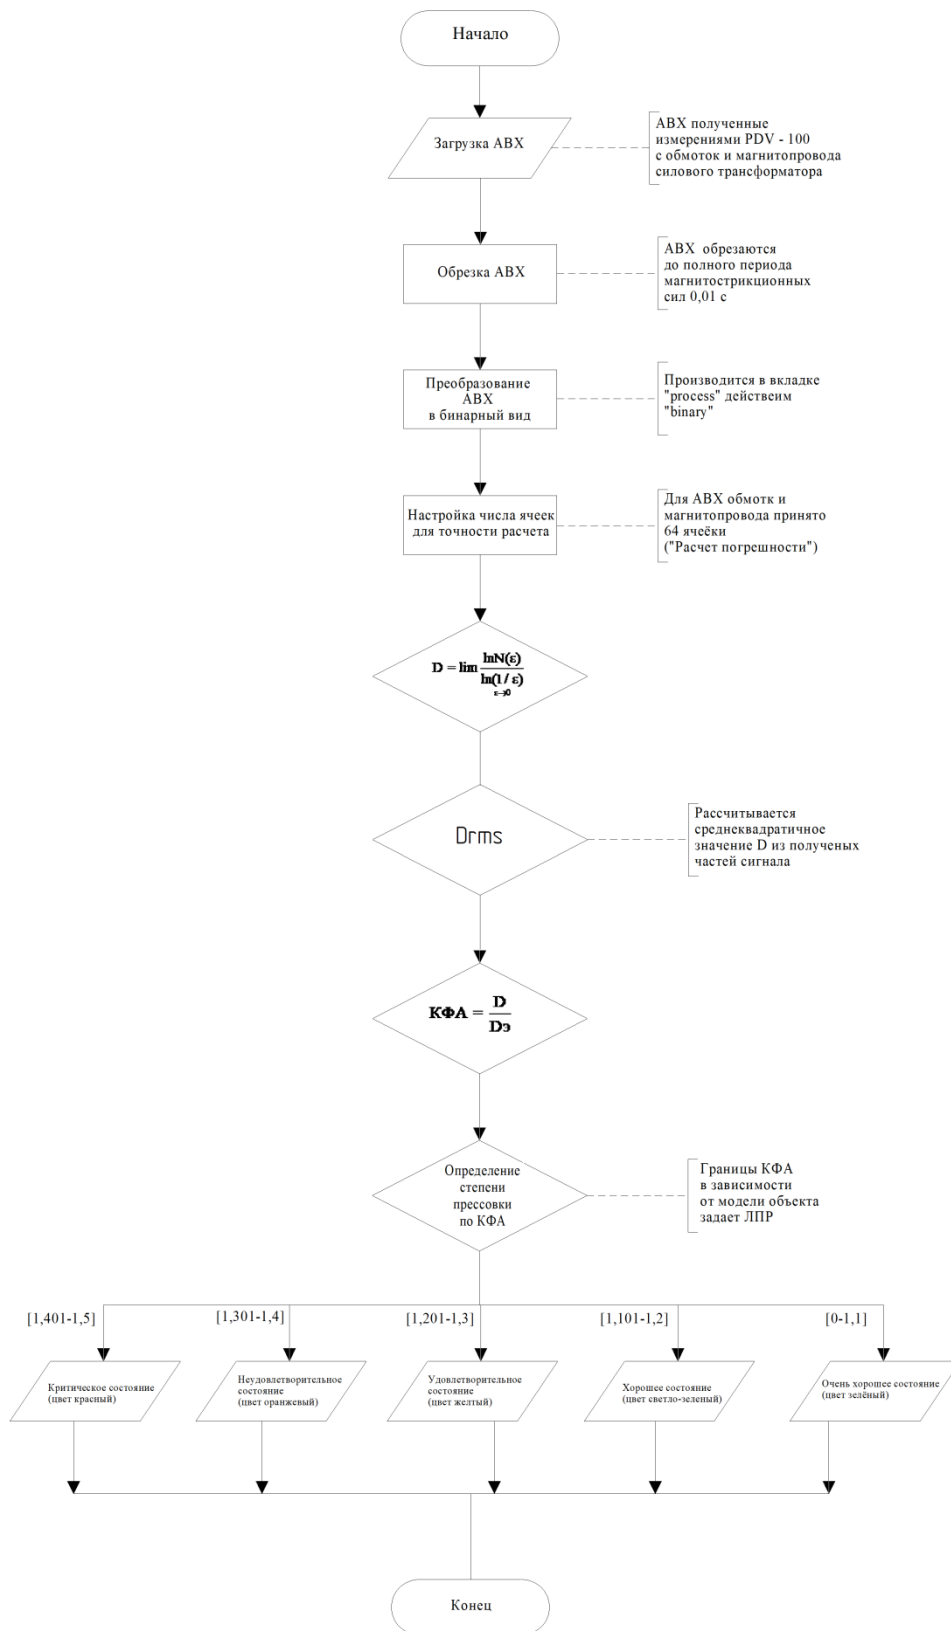 Начало
Загрузка АВХ
АВХ полученные
измерениями PDV - 100
с обмоток и магнитопровода
силового трансформатора
Обрезка АВХ
АВХ обрезаются
до полного периода
магнитострикционных
сил 0,01 с
Преобразование
АВХ
в бинарный вид
Производится в вкладке
"process" действеим
"binary"
Настройка числа ячеек
для точности расчета
Для АВХ обмотк и
магнитопровода принято
64 ячеёки
("Расчет погрешности")
D = lim lnN(ε)
ln(1 / ε)
ε→0
Drms
Рассчитывается
среднеквадратичное
значение D из полученых
частей сигнала
КФА = D
Dэ
Определение
степени
прессовки
по КФА
Границы КФА
в зависимости
от модели объекта
задает ЛПР
[1,401-1,5]
[1,301-1,4]
[1,201-1,3]
[1,101-1,2]
[0-1,1]
Критическое состояние
(цвет красный)
Неудовлетворительное
состояние
(цвет оранжевый)
Удовлетворительное
состояние
(цвет желтый)
Хорошее состояние
(цвет светло-зеленый)
Очень хорошее состояние
(цвет зелёный)
Конец